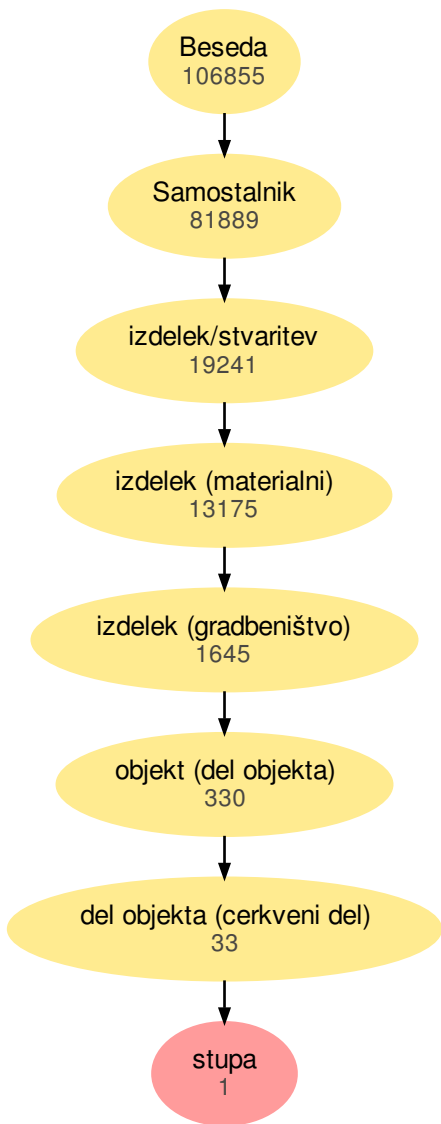 Beseda
106855
Samostalnik
81889
izdelek/stvaritev
19241
izdelek (materialni)
13175
izdelek (gradbeništvo)
1645
objekt (del objekta)
330
del objekta (cerkveni del)
33
stupa
1